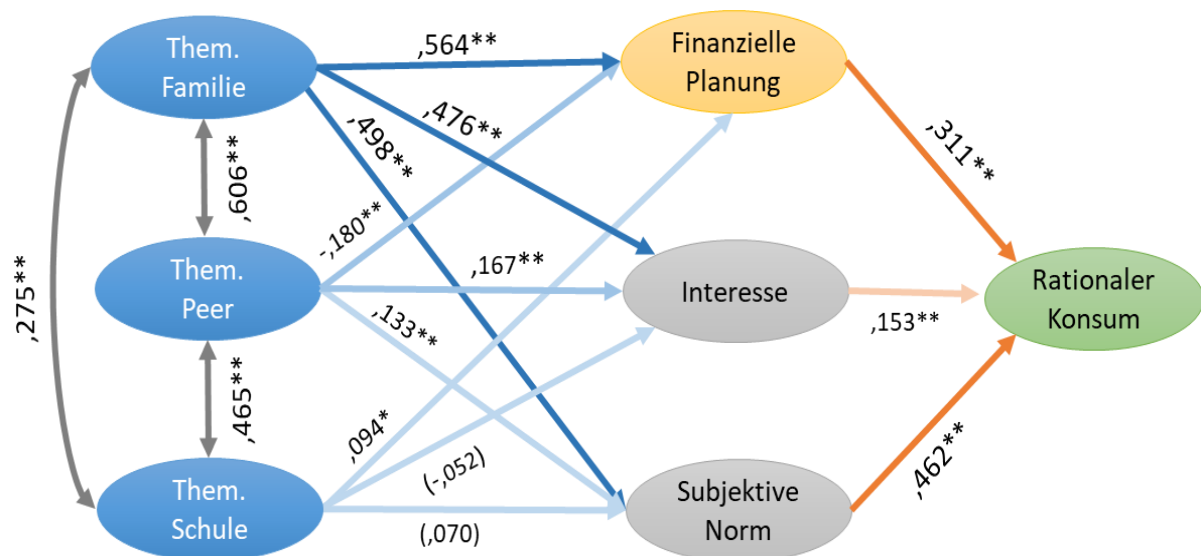 Them.
Familie
,564**
Finanzielle
Planung
,476**
,498**
,311**
,606**
-,180**
,275**
Them.
Peer
,167**
Interesse
Rationaler
Konsum
,133**
,153**
,465**
,094*
(-,052)
,462**
Them.
Schule
(,070)
Subjektive
Norm